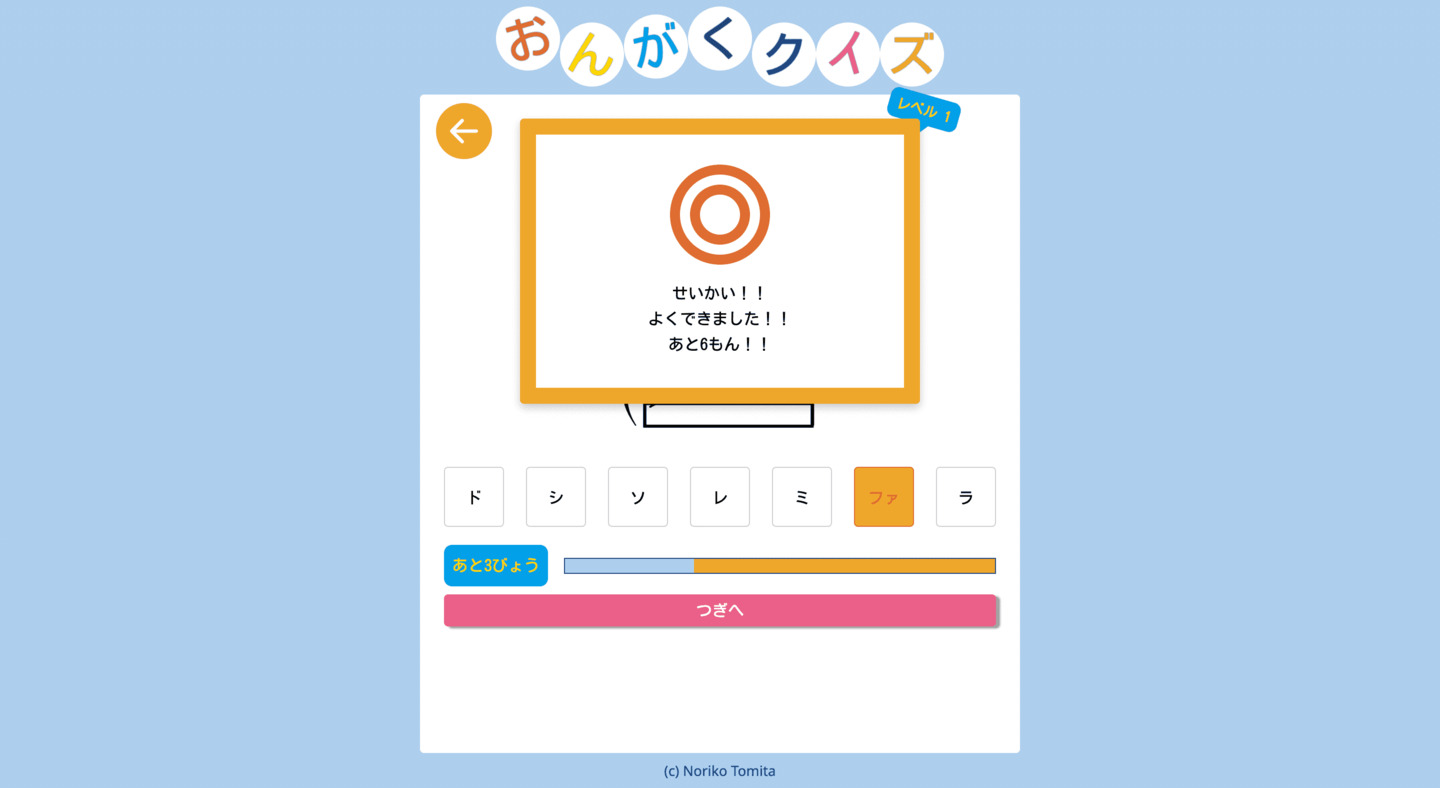 おんがくクイズ
レベル 1
せいかい！！
よくできました！！
あと6もん！！
ド
シ
ソ
レ
ミ
ファ
ラ
あと3びょう
つぎへ
(c) Noriko Tomita